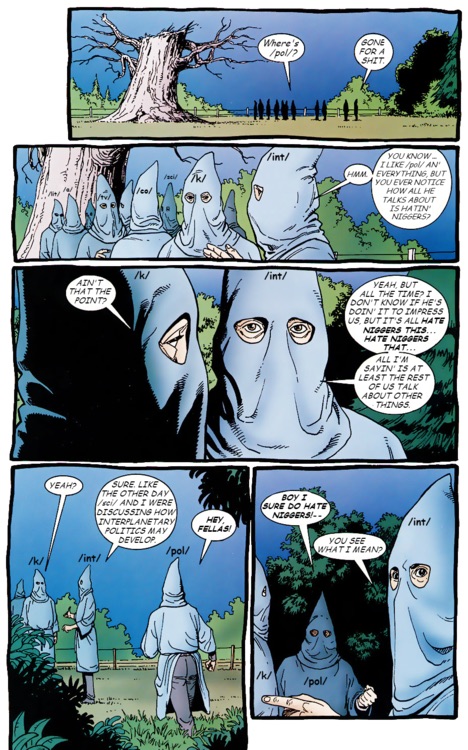 Where's
/pol/?
GONE
FOR A
SHIT.
/int/
/a/
/tv/
/co/
/sci/
/k/
/int/
HMM.
YOU KNOW...
I LIKE /pol/ AN'
EVERYTHING, BUT
YOU EVER NOTICE
HOW ALL HE
TALKS ABOUT
IS HATIN'
NIGGERS?
AIN'T
THAT THE
POINT?
/k/
/int/
YEAH, BUT
ALL THE TIME? I
DON'T KNOW IF HE'S
DOIN' IT TO IMPRESS
US, BUT IT'S ALL HATE
NIGGERS THIS...
HATE NIGGERS
THAT...
ALL I'M
SAYIN' IS AT
LEAST THE REST
OF US TALK
ABOUT OTHER
THINGS.
YEAH?
SURE. LIKE
THE OTHER DAY
/sci/ AND I WERE
DISCUSSING HOW
INTERPLANETARY
POLITICS MAY
DEVELOP.
HEY,
FELLAS!
/k/
/int/
/pol/
BOY I
SURE DO HATE
NIGGERS!--
YOU SEE
WHAT I MEAN?
/int/
/k/
/pol/